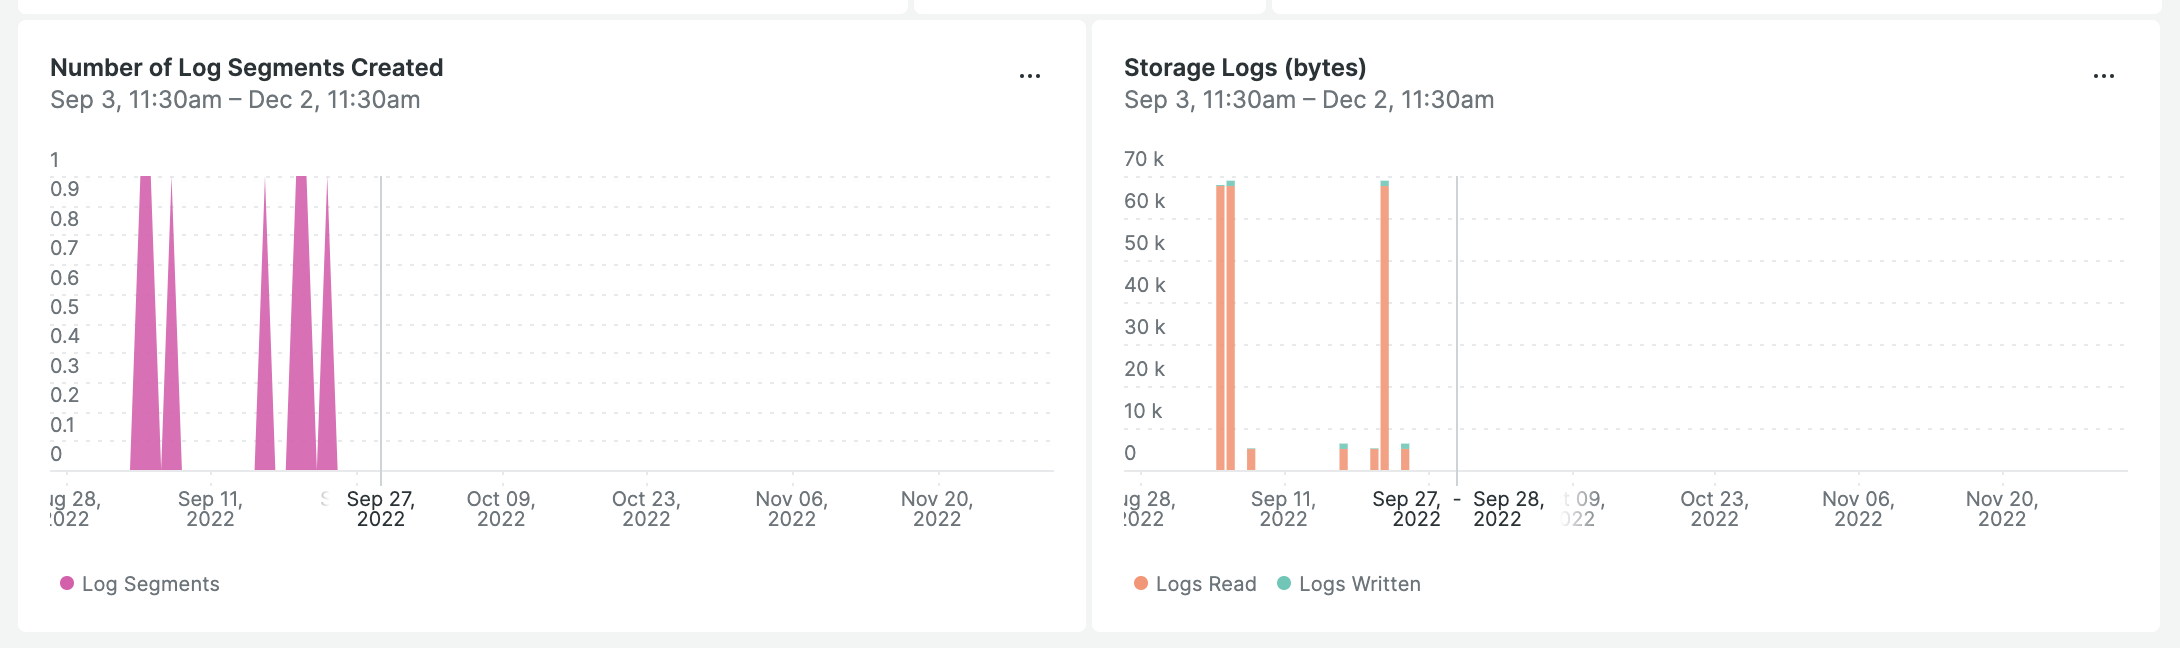 Number of Log Segments Created
Sep 3, 11:30am – Dec 2, 11:30am
1
0.9
0.8
0.7
0.6
0.5
0.4
0.3
0.2
0.1
0
ug 28, Sep 11, S Sep 27, Oct 09, Oct 23, Nov 06, Nov 20,
2022 2022 2022 2022 2022 2022 2022
Log Segments
Storage Logs (bytes)
Sep 3, 11:30am – Dec 2, 11:30am
70 k
60 k
50 k
40 k
30 k
20 k
10 k
0
ug 28, Sep 11, Sep 27, - Sep 28, t 09, Oct 23, Nov 06, Nov 20,
2022 2022 2022 2022 022 2022 2022 2022
Logs Read Logs Written